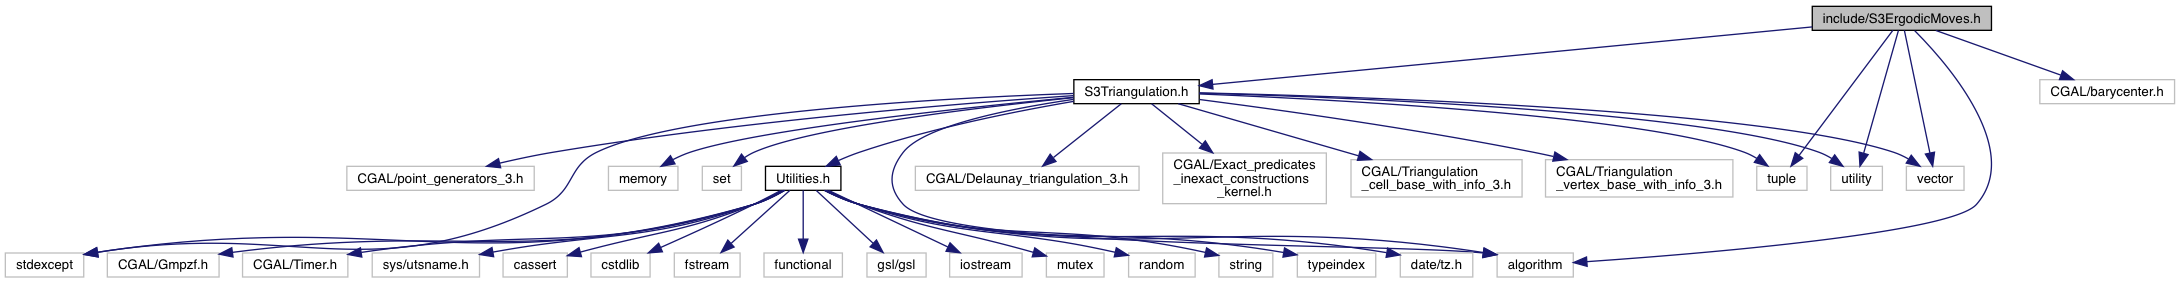 include/S3ErgodicMoves.h
S3Triangulation.h
CGAL/barycenter.h
CGAL/point_generators_3.h
memory
set
Utilities.h
CGAL/Delaunay_triangulation_3.h
CGAL/Exact_predicates
_inexact_constructions
_kernel.h
CGAL/Triangulation
_cell_base_with_info_3.h
CGAL/Triangulation
_vertex_base_with_info_3.h
tuple
utility
vector
stdexcept
CGAL/Gmpzf.h
CGAL/Timer.h
sys/utsname.h
cassert
cstdlib
fstream
functional
gsl/gsl
iostream
mutex
random
string
typeindex
date/tz.h
algorithm